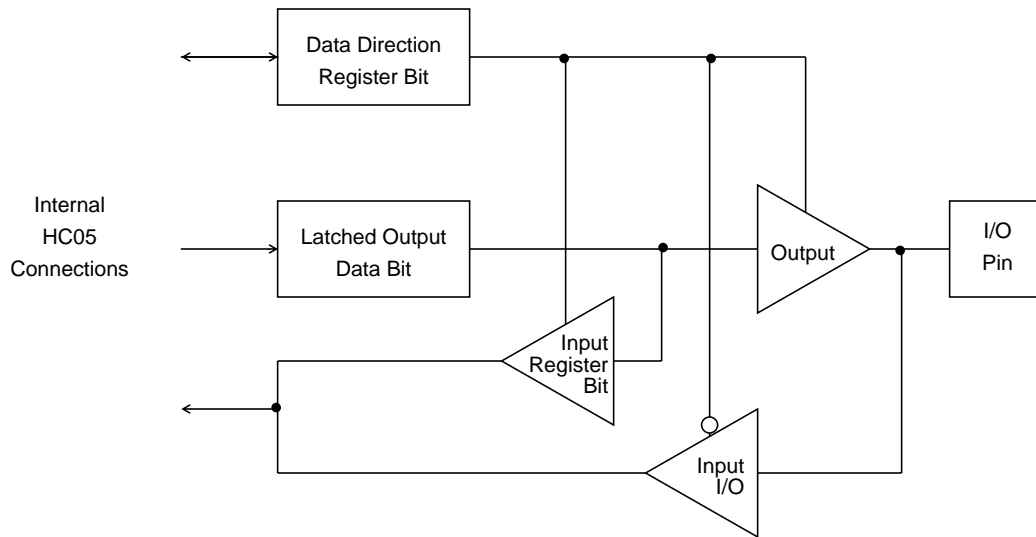 Data Direction
Register Bit
Internal
HC05
Connections
Latched Output
Data Bit
Output
I/O
Pin
Input
Register
Bit
Input
I/O